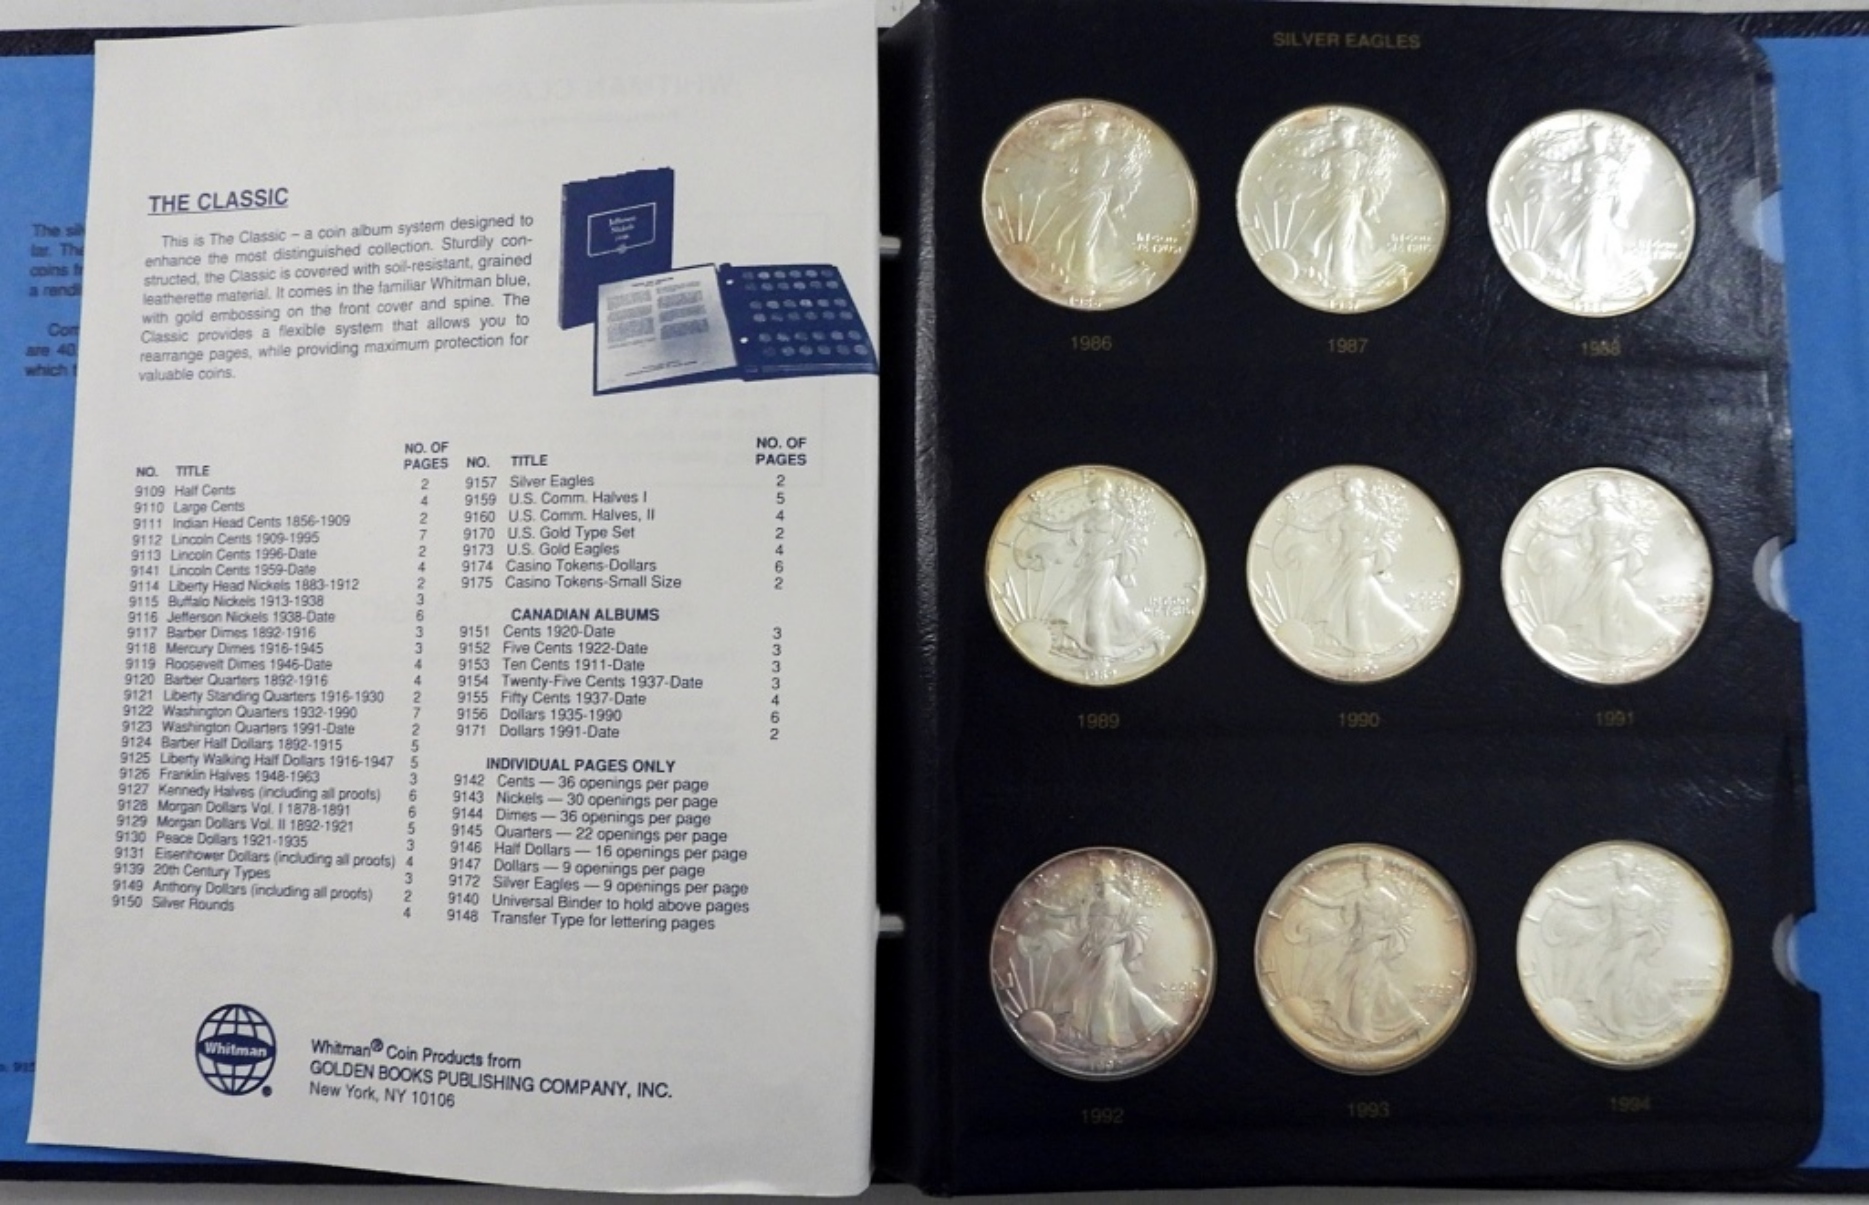 THE CLASSIC
This is The Classic – a coin album system designed to
enhance the most distinguished collection. Sturdily con-
structed, the Classic is covered with soil-resistant, grained
leatherette material. It comes in the familiar Whitman blue,
with gold embossing on the front cover and spine. The
Classic provides a flexible system that allows you to
rearrange pages, while providing maximum protection for
valuable coins.
NO. TITLE NO. OF PAGES
9109 Half Cents 2
9110 Large Cents 4
9111 Indian Head Cents 1856-1909 2
9112 Lincoln Cents 1909-1995 7
9113 Lincoln Cents 1996-Date 2
9141 Lincoln Cents 1959-Date 4
9114 Liberty Head Nickels 1883-1912 2
9115 Buffalo Nickels 1913-1938 3
9116 Jefferson Nickels 1938-Date 6
9117 Barber Dimes 1892-1916 3
9118 Mercury Dimes 1916-1945 3
9119 Roosevelt Dimes 1946-Date 4
9120 Barber Quarters 1892-1916 4
9121 Liberty Standing Quarters 1916-1930 2
9122 Washington Quarters 1932-1990 7
9123 Washington Quarters 1991-Date 2
9124 Barber Half Dollars 1892-1915 5
9125 Liberty Walking Half Dollars 1916-1947 5
9126 Franklin Halves 1948-1963 3
9127 Kennedy Halves (including all proofs) 6
9128 Morgan Dollars Vol. I 1878-1891 6
9129 Morgan Dollars Vol. II 1892-1921 5
9130 Peace Dollars 1921-1935 3
9131 Eisenhower Dollars (including all proofs) 4
9139 20th Century Types 3
9149 Anthony Dollars (including all proofs) 2
9150 Silver Rounds 4
NO. TITLE NO. OF PAGES
9157 Silver Eagles 2
9159 U.S. Comm. Halves I 5
9160 U.S. Comm. Halves, II 4
9170 U.S. Gold Type Set 2
9173 U.S. Gold Eagles 4
9174 Casino Tokens-Dollars 6
9175 Casino Tokens-Small Size 2
CANADIAN ALBUMS
9151 Cents 1920-Date 3
9152 Five Cents 1922-Date 3
9153 Ten Cents 1911-Date 3
9154 Twenty-Five Cents 1937-Date 3
9155 Fifty Cents 1937-Date 4
9156 Dollars 1935-1990 6
9171 Dollars 1991-Date 2
INDIVIDUAL PAGES ONLY
9142 Cents — 36 openings per page
9143 Nickels — 30 openings per page
9144 Dimes — 36 openings per page
9145 Quarters — 22 openings per page
9146 Half Dollars — 16 openings per page
9147 Dollars — 9 openings per page
9172 Silver Eagles — 9 openings per page
9140 Universal Binder to hold above pages
9148 Transfer Type for lettering pages
Whitman
Whitman® Coin Products from
GOLDEN BOOKS PUBLISHING COMPANY, INC.
New York, NY 10106
SILVER EAGLES
1986 1987 1988
1989 1990 1991
1992 1993 1994